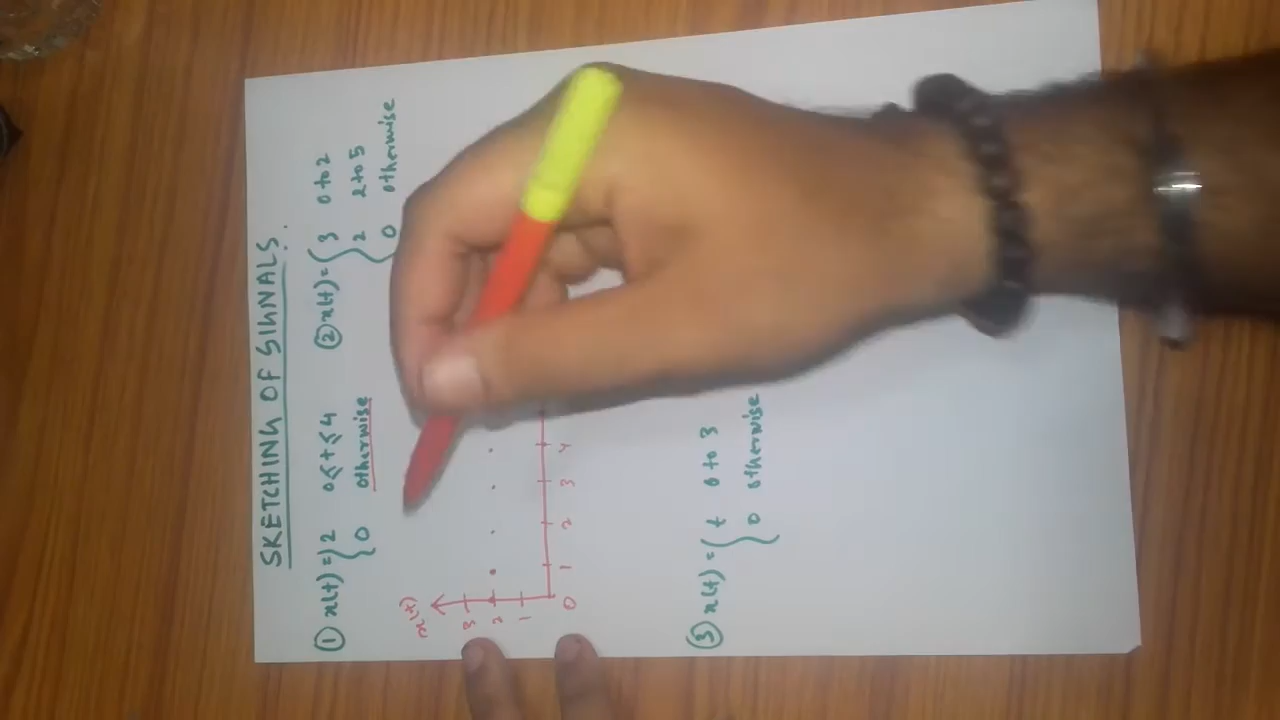 SKETCHING OF SIGNALS.
① x(t) = { 2 0≤t≤4
0 otherwise
② x(t) = { 3 0 to 2
2 2 to 5
0 otherwise
x(t)
3
2
1
0 1 2 3 4
③ x(t) = { t 0 to 3
0 otherwise